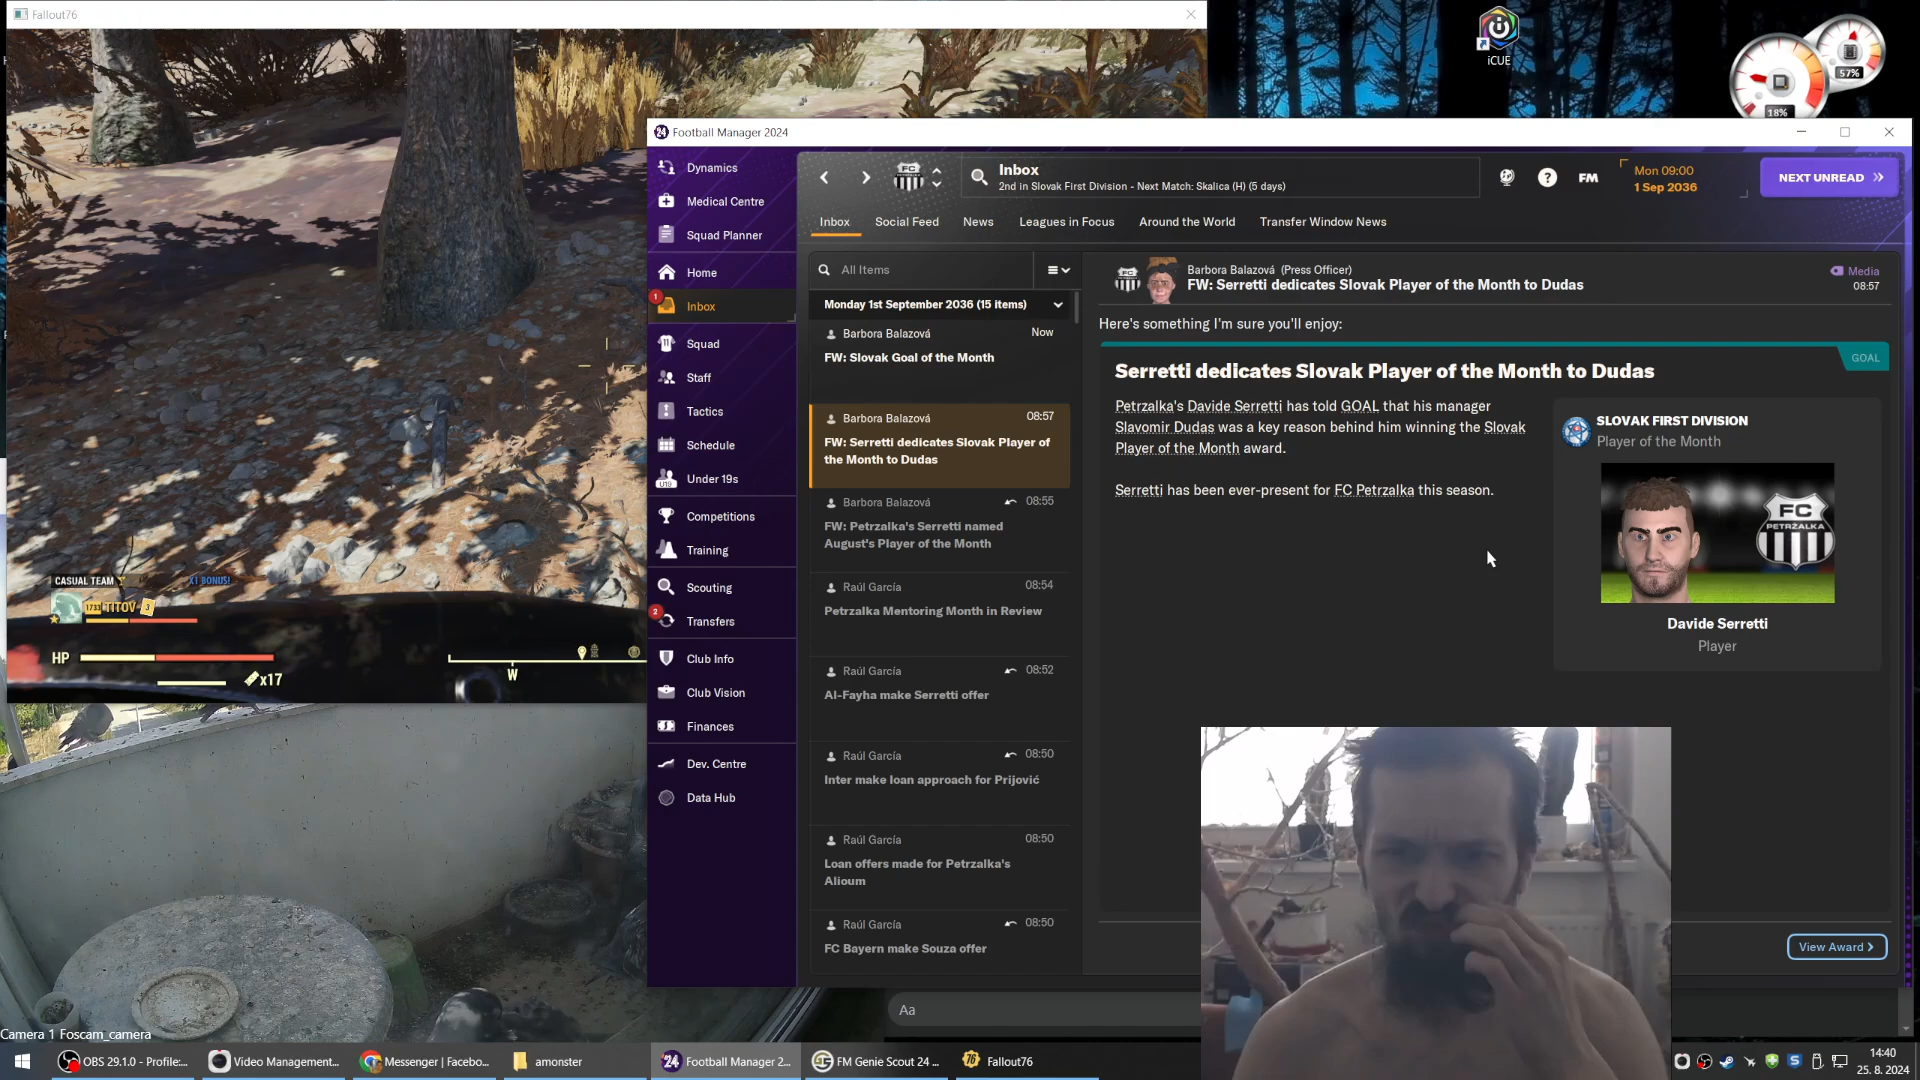 Fallout76
iCUE
57%
18%
Football Manager 2024
Dynamics
Medical Centre
Squad Planner
Home
1
Inbox
Squad
Staff
Tactics
Schedule
Under 19s
Competitions
Training
Scouting
2
Transfers
Club Info
Club Vision
Finances
Dev. Centre
Data Hub
Inbox
2nd in Slovak First Division - Next Match: Skalica (H) (5 days)
FM
Mon 09:00
1 Sep 2036
NEXT UNREAD
Inbox
Social Feed
News
Leagues in Focus
Around the World
Transfer Window News
All Items
Monday 1st September 2036 (15 items)
Barbora Balazová
Now
FW: Slovak Goal of the Month
Barbora Balazová
08:57
FW: Serretti dedicates Slovak Player of
the Month to Dudas
Barbora Balazová
08:55
FW: Petrzalka's Serretti named
August's Player of the Month
Raúl García
08:54
Petrzalka Mentoring Month in Review
Raúl García
08:52
Al-Fayha make Serretti offer
Raúl García
08:50
Inter make loan approach for Prijović
Raúl García
08:50
Loan offers made for Petrzalka's
Alioum
Raúl García
08:50
FC Bayern make Souza offer
Barbora Balazová (Press Officer)
FW: Serretti dedicates Slovak Player of the Month to Dudas
Media
08:57
Here's something I'm sure you'll enjoy:
GOAL
Serretti dedicates Slovak Player of the Month to Dudas
Petrzalka's Davide Serretti has told GOAL that his manager
Slavomir Dudas was a key reason behind him winning the Slovak
Player of the Month award.
Serretti has been ever-present for FC Petrzalka this season.
SLOVAK FIRST DIVISION
Player of the Month
FC
PETRŽALKA
Davide Serretti
Player
View Award
CASUAL TEAM
X1 BONUS!
1733 TITOV 3
HP
x17
W
Aa
Camera 1 Foscam_camera
OBS 29.1.0 - Profile:...
Video Management...
Messenger | Facebo...
amonster
Football Manager 2...
FM Genie Scout 24 ...
Fallout76
14:40
25. 8. 2024